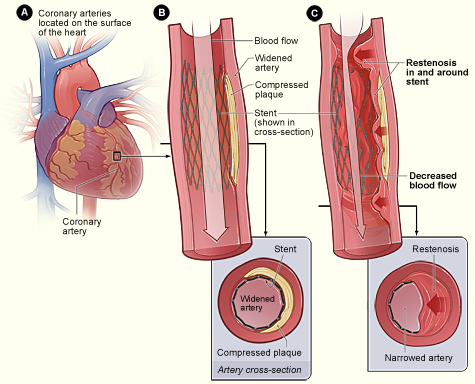 A
Coronary arteries
located on the surface
of the heart
Coronary
artery
B
Blood flow
Widened
artery
Compressed
plaque
Stent
(shown in
cross-section)
Stent
Widened
artery
Compressed plaque
Artery cross-section
C
Restenosis
in and around
stent
Decreased
blood flow
Restenosis
Narrowed artery